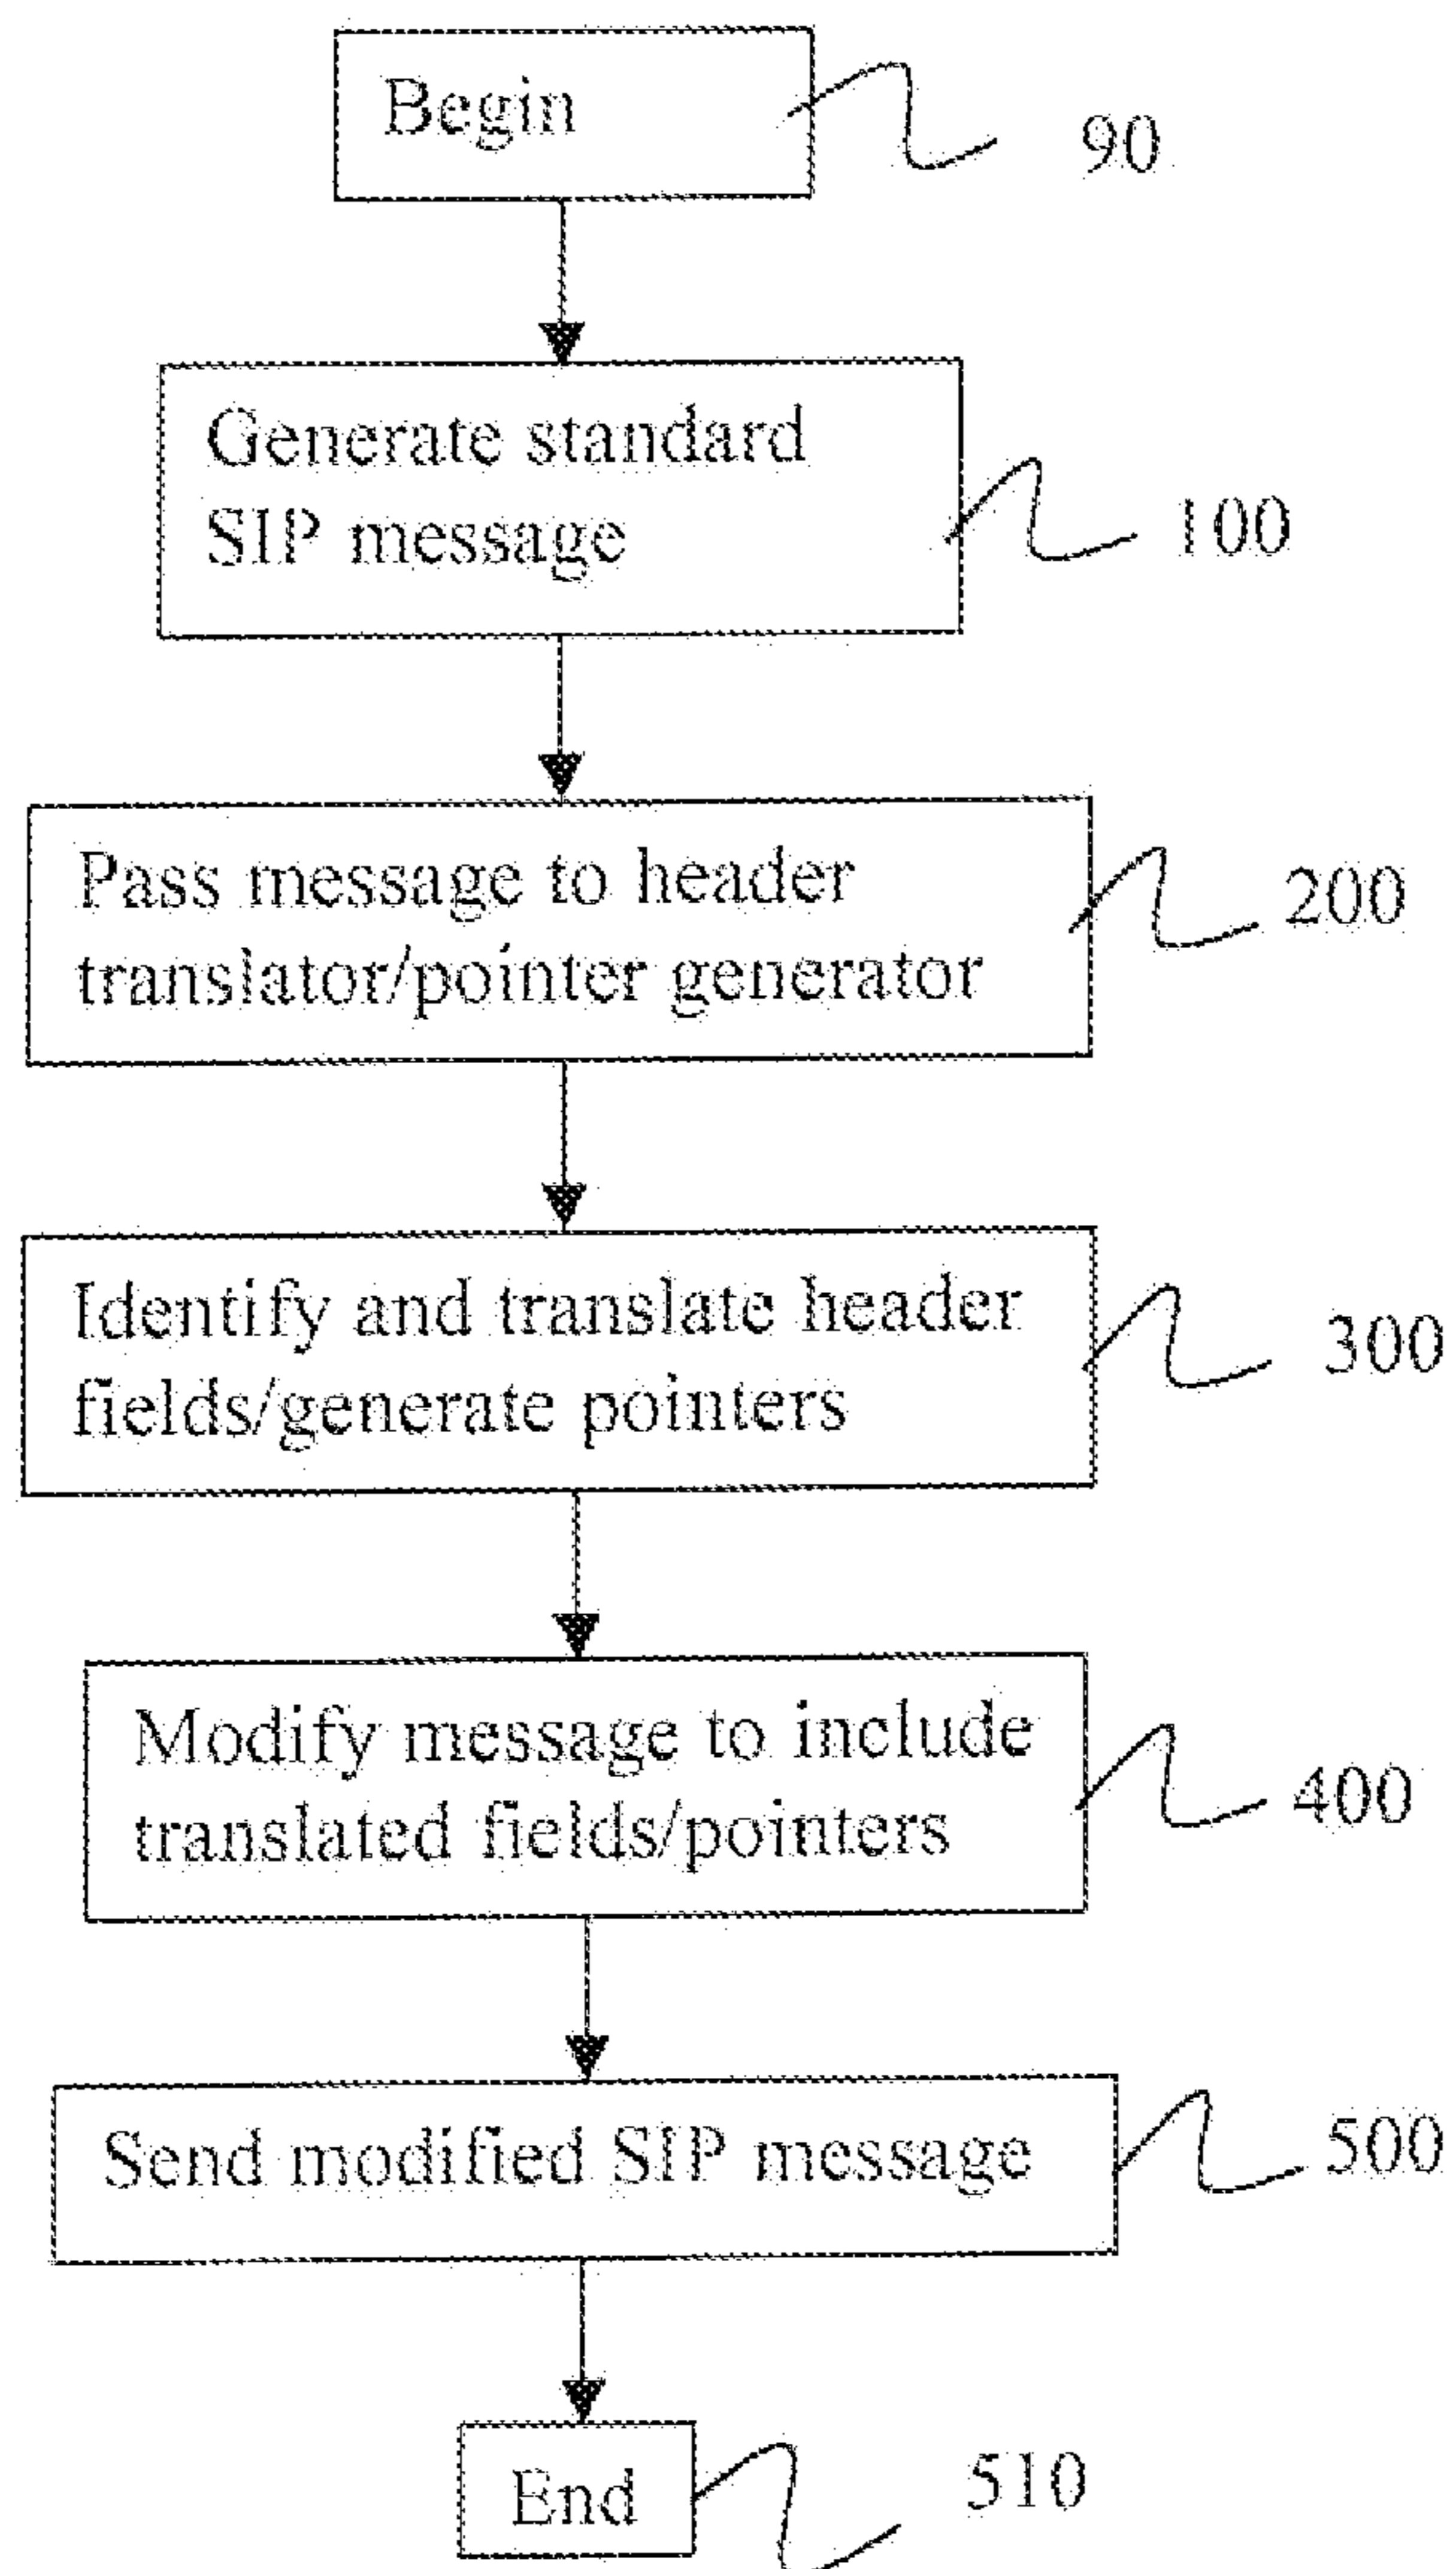 Begin
90
Generate standard
SIP message
100
Pass message to header
translator/pointer generator
200
Identify and translate header
fields/generate pointers
300
Modify message to include
translated fields/pointers
400
Send modified SIP message
500
End
510